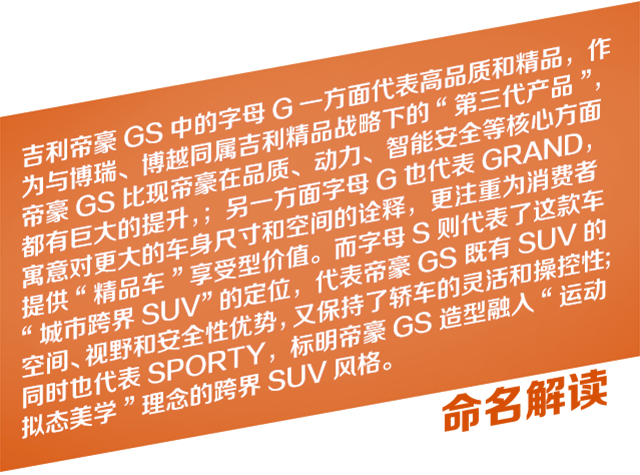 吉利帝豪 GS 中的字母 G 一方面代表高品质和精品，作
为与博瑞、博越同属吉利精品战略下的“第三代产品”，
帝豪 GS 比现帝豪在品质、动力、智能安全等核心方面
都有巨大的提升，；另一方面字母 G 也代表 GRAND，
寓意对更大的车身尺寸和空间的诠释，更注重为消费者
提供“精品车”享受型价值。而字母 S 则代表了这款车
“城市跨界 SUV”的定位，代表帝豪 GS 既有 SUV 的
空间、视野和安全性优势，又保持了轿车的灵活和操控性；
同时也代表 SPORTY，标明帝豪 GS 造型融入“运动
拟态美学”理念的跨界 SUV 风格。
命名解读